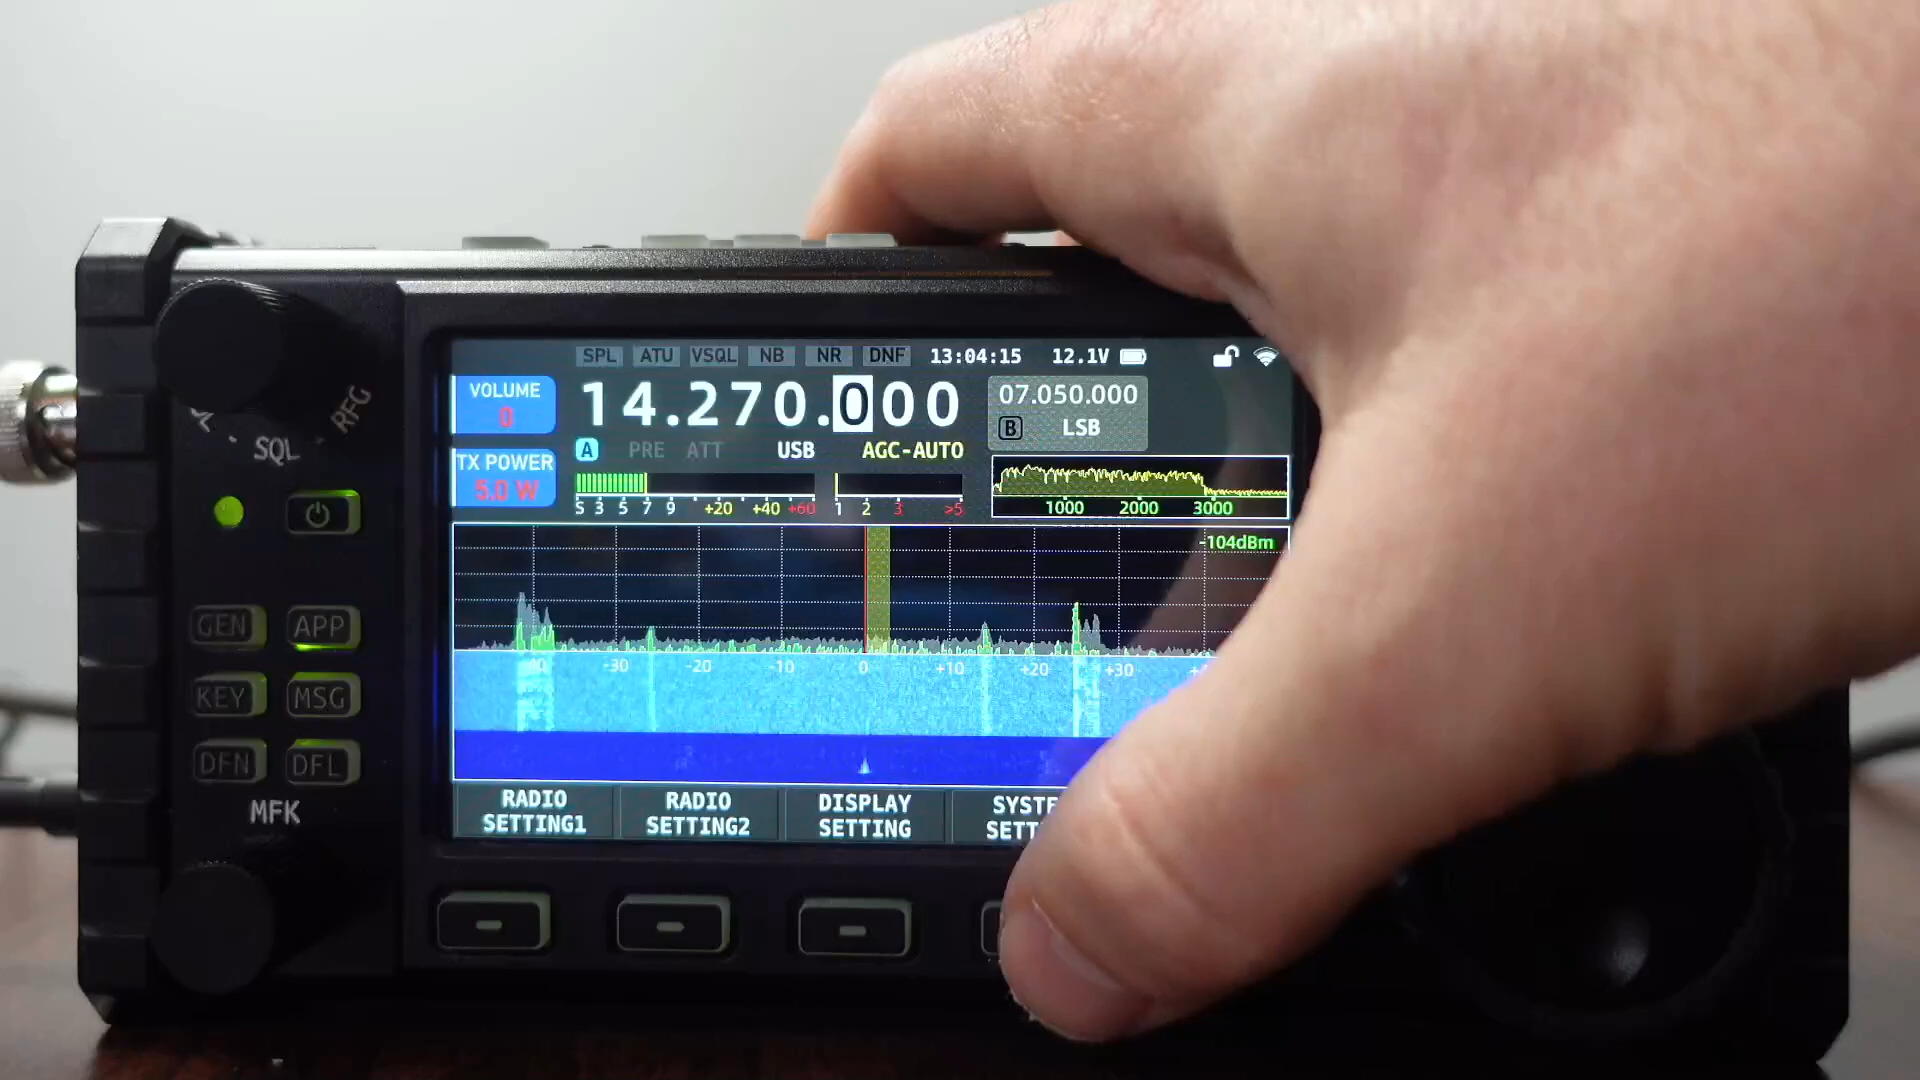 SPL ATU VSQL NB NR DNF 13:04:15 12.1V
VOLUME
0
14.270.000
07.050.000
A PRE ATT USB AGC-AUTO
B LSB
TX POWER
5.0 W
S 3 5 7 9 +20 +40 +60
1 2 3 >5
1000 2000 3000
-104dBm
-30 -20 -10 0 +10 +20 +30
RADIO SETTING1
RADIO SETTING2
DISPLAY SETTING
RFG
SQL
GEN APP
KEY MSG
DFN DFL
MFK